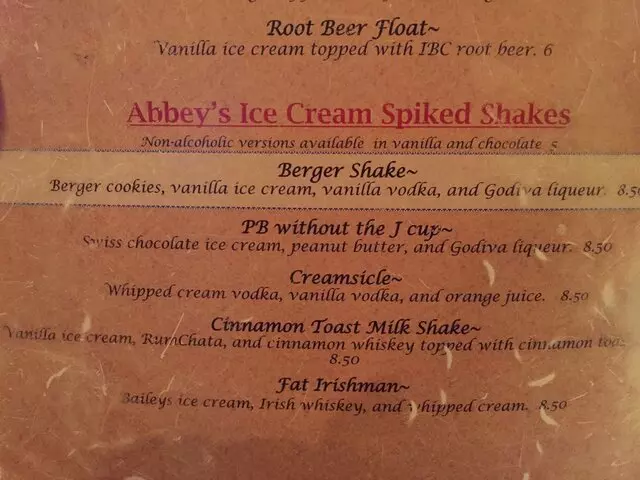 Root Beer Float~
Vanilla ice cream topped with IBC root beer. 6
Abbey's Ice Cream Spiked Shakes
Non-alcoholic versions available in vanilla and chocolate 5
Berger Shake~
Berger cookies, vanilla ice cream, vanilla vodka, and Godiva liqueur. 8.50
PB without the J cup~
Swiss chocolate ice cream, peanut butter, and Godiva liqueur. 8.50
Creamsicle~
Whipped cream vodka, vanilla vodka, and orange juice. 8.50
Cinnamon Toast Milk Shake~
Vanilla ice cream, RumChata, and cinnamon whiskey topped with cinnamon toas
8.50
Fat Irishman~
Baileys ice cream, Irish whiskey, and whipped cream. 8.50